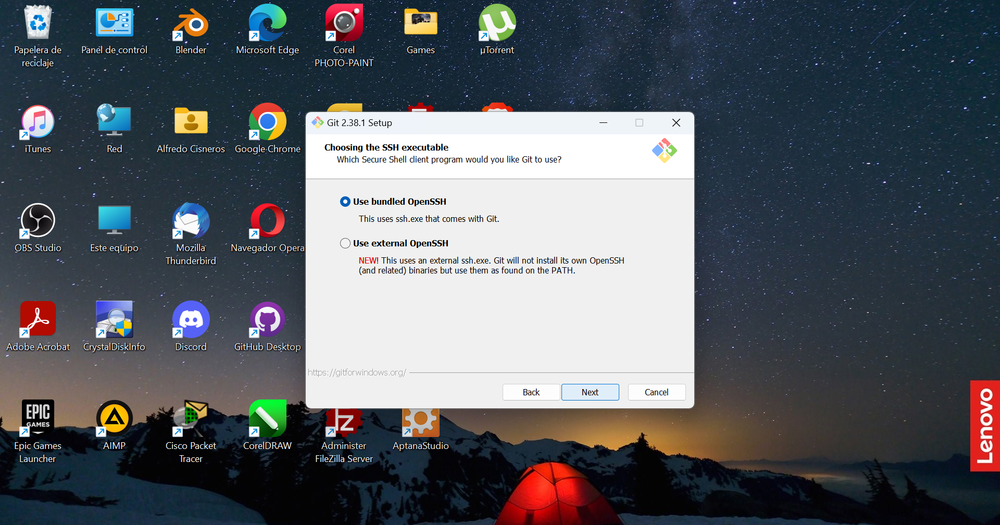 Papelera de
reciclaje
Panel de control
Blender
Microsoft Edge
Corel
PHOTO-PAINT
Games
µTorrent
iTunes
Red
Alfredo Cisneros
Google Chrome
OBS Studio
Este equipo
Mozilla
Thunderbird
Navegador Opera
Adobe Acrobat
CrystalDiskInfo
Discord
GitHub Desktop
Git 2.38.1 Setup
Choosing the SSH executable
Which Secure Shell client program would you like Git to use?
Use bundled OpenSSH
This uses ssh.exe that comes with Git.
Use external OpenSSH
NEW! This uses an external ssh.exe. Git will not install its own OpenSSH
(and related) binaries but use them as found on the PATH.
https://gitforwindows.org/
Back
Next
Cancel
EPIC
GAMES
Epic Games
Launcher
AIMP
Cisco Packet
Tracer
CorelDRAW
FZ
Administer
FileZilla Server
AptanaStudio
Lenovo